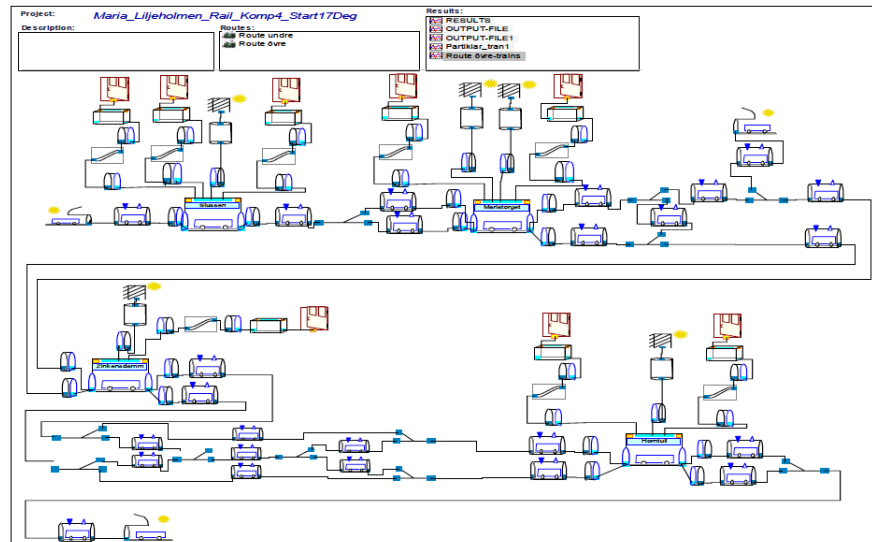 Project: Maria_Liljeholmen_Rail_Komp4_Start17Deg
Description:
Routes:
Route undre
Route övre
Results:
RESULTS
OUTPUT-FILE
OUTPUT-FILE1
Partiklar_tran1
Route övre-trains
Slussen
Mariatorget
Zinkensdamm
Horntull